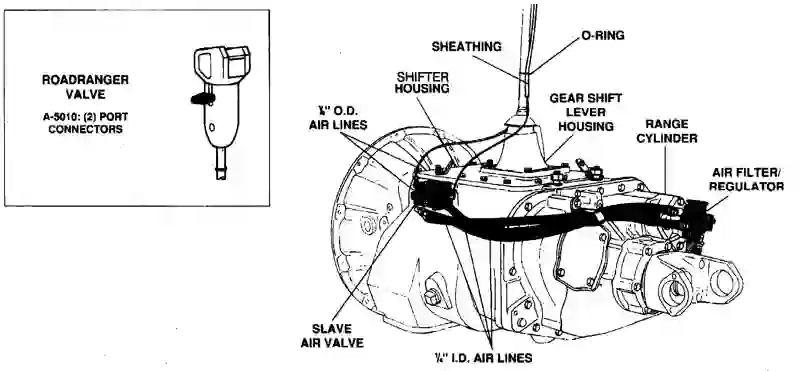 ROADRANGER
VALVE
A-5010: (2) PORT
CONNECTORS
SHEATHING
O-RING
SHIFTER
HOUSING
GEAR SHIFT
LEVER
HOUSING
⅛" O.D.
AIR LINES
RANGE
CYLINDER
AIR FILTER/
REGULATOR
SLAVE
AIR VALVE
¼" I.D. AIR LINES